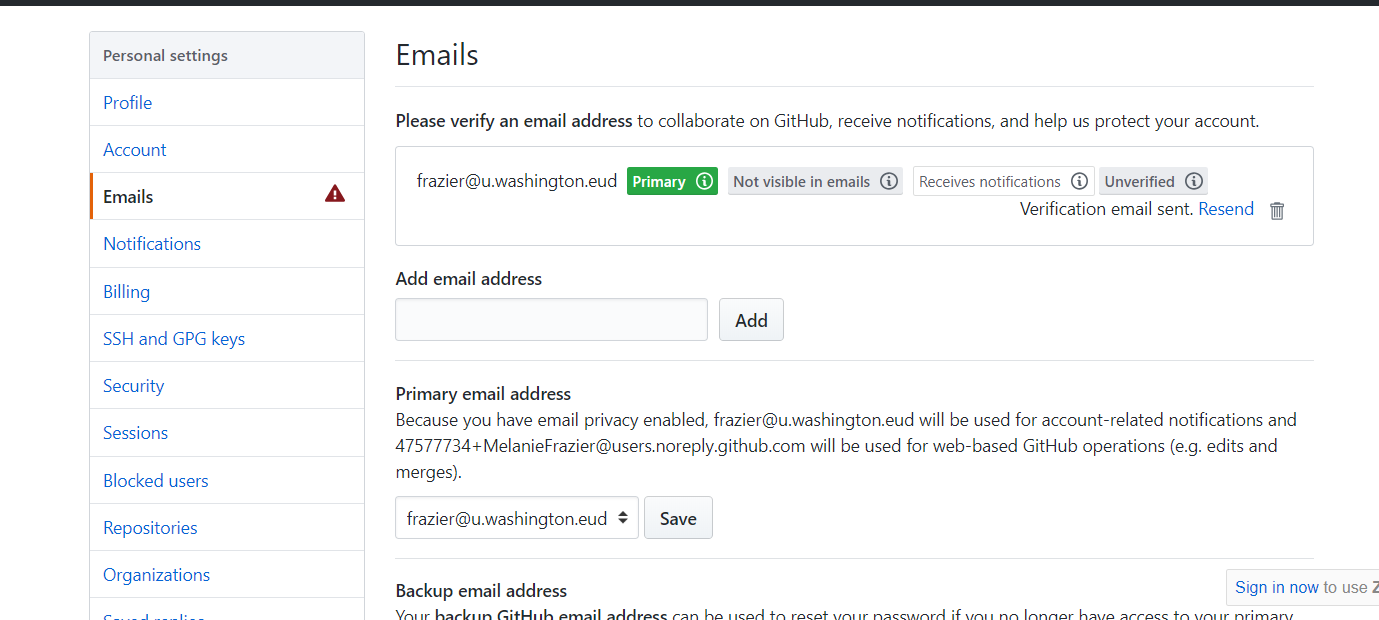 Personal settings
Profile
Account
Emails
Notifications
Billing
SSH and GPG keys
Security
Sessions
Blocked users
Repositories
Organizations
Saved replies
Emails
Please verify an email address to collaborate on GitHub, receive notifications, and help us protect your account.
frazier@u.washington.eud Primary Not visible in emails Receives notifications Unverified
Verification email sent. Resend
Add email address
Add
Primary email address
Because you have email privacy enabled, frazier@u.washington.eud will be used for account-related notifications and
47577734+MelanieFrazier@users.noreply.github.com will be used for web-based GitHub operations (e.g. edits and
merges).
frazier@u.washington.eud Save
Backup email address
Your backup GitHub email address can be used to reset your password if you no longer have access to your primary
Sign in now to use Z